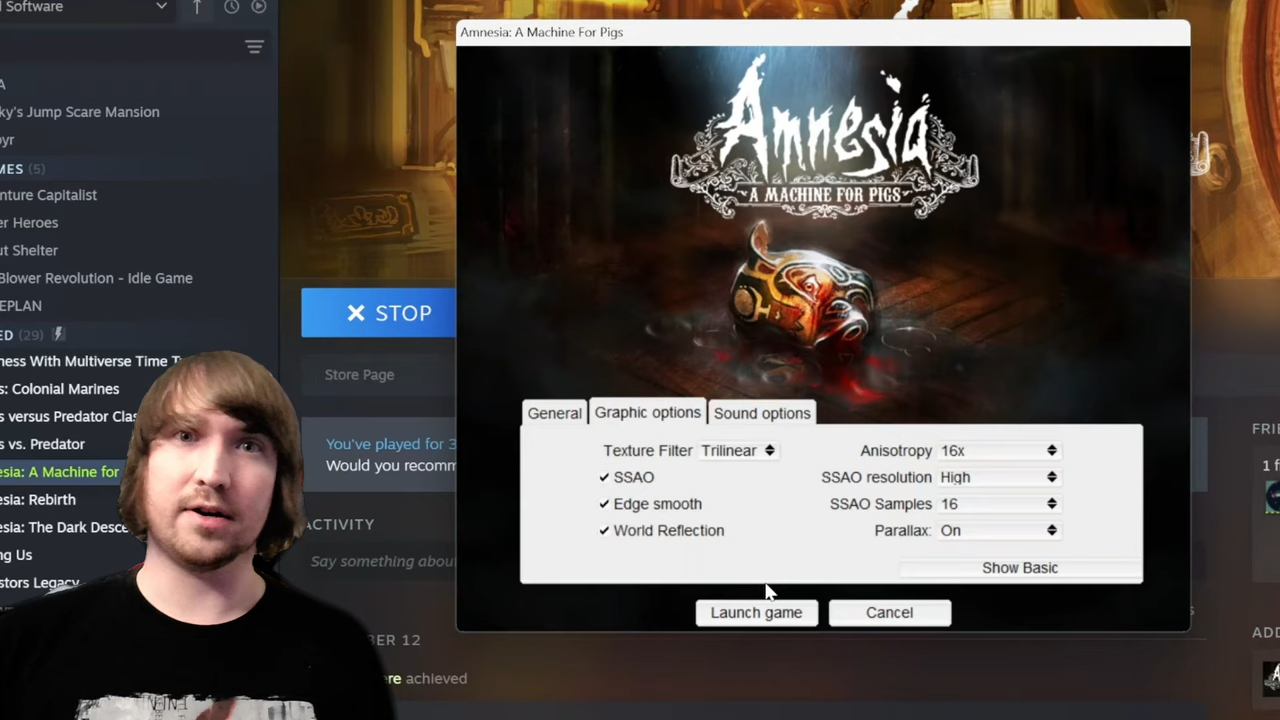 Software
ky's Jump Scare Mansion
yr
MES (5)
nture Capitalist
er Heroes
ut Shelter
Blower Revolution - Idle Game
EPLAN
ED (29)
ness With Multiverse Time T
s: Colonial Marines
s versus Predator Clas
s vs. Predator
esia: A Machine for
esia: Rebirth
esia: The Dark Desce
ng Us
stors Legacy
STOP
Store Page
You've played for 3
Would you recomm
ACTIVITY
Say something about
BER 12
ere achieved
Amnesia: A Machine For Pigs
Amnesia
A MACHINE FOR PIGS
General
Graphic options
Sound options
Texture Filter Trilinear
Anisotropy 16x
SSAO
SSAO resolution High
Edge smooth
SSAO Samples 16
World Reflection
Parallax: On
Show Basic
Launch game
Cancel
FRIE
1 f
ADD